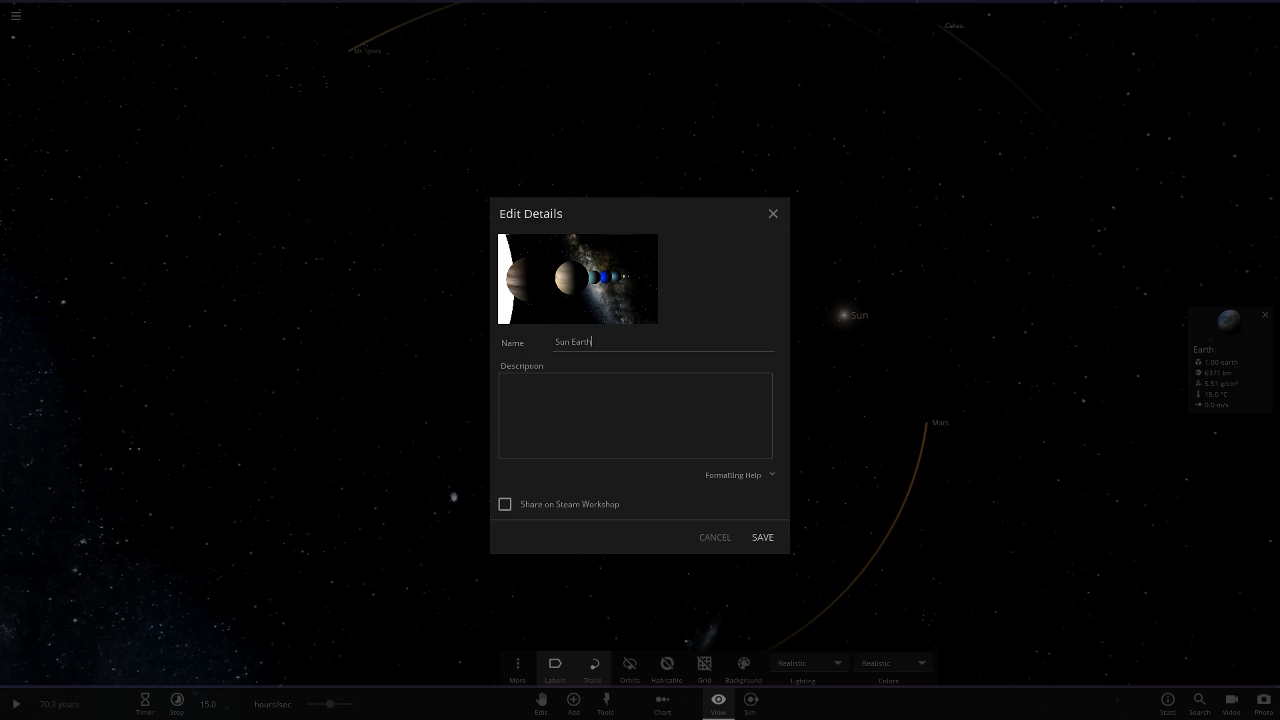 Mr. Spock
Ceres
Edit Details
Name
Sun Earth
Description
Formatting Help
Share on Steam Workshop
CANCEL
SAVE
Sun
Mars
Earth
1.00 earth
6371 km
5.51 g/cm³
15.0 °C
0.0 m/s
More
Labels
Trails
Orbits
Habitable
Grid
Background
Realistic
Lighting
Realistic
Colors
70.3 years
Timer
Step
15.0
hours/sec
Edit
Add
Tools
Chart
View
Sim
Stats
Search
Video
Photo